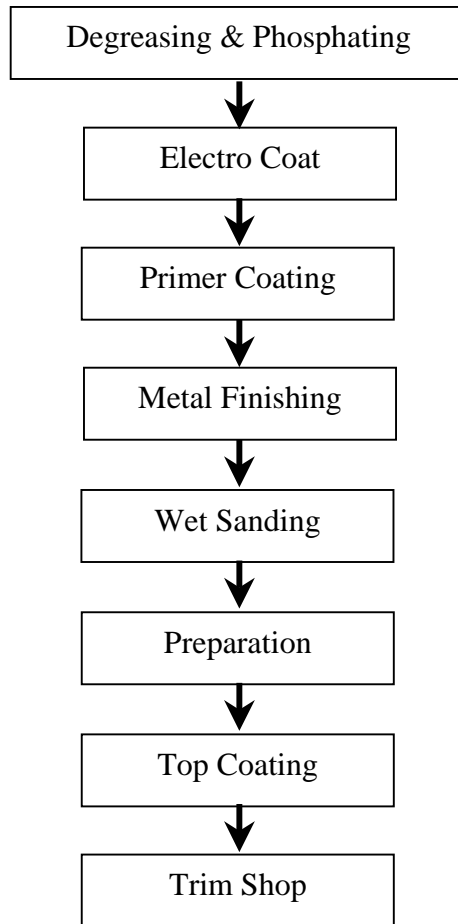 Degreasing & Phosphating
Electro Coat
Primer Coating
Metal Finishing
Wet Sanding
Preparation
Top Coating
Trim Shop